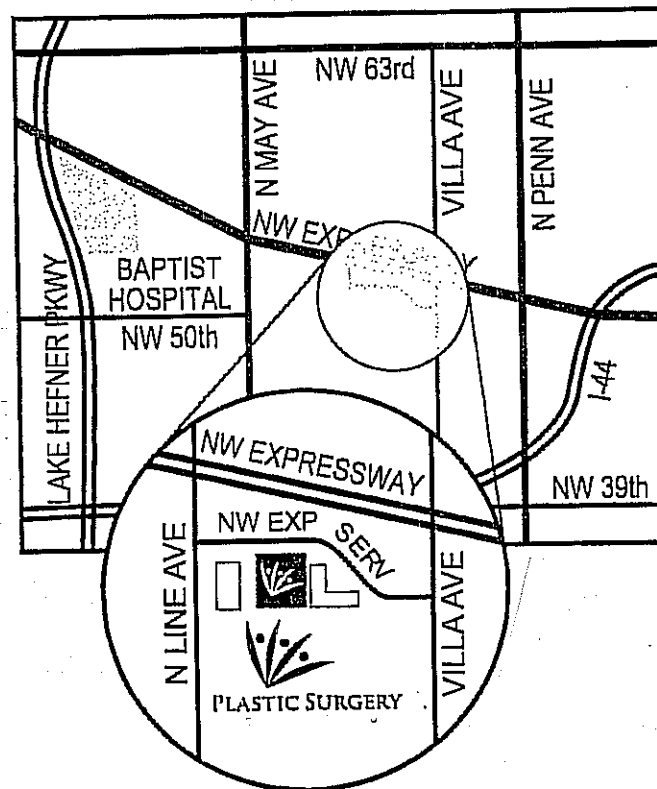 NW 63rd
N MAY AVE
VILLA AVE
N PENN AVE
NW EXP
Y
BAPTIST
HOSPITAL
NW 50th
LAKE HEFNER PKWY
I-44
NW 39th
NW EXPRESSWAY
NW EXP SERV
N LINE AVE
VILLA AVE
PLASTIC SURGERY